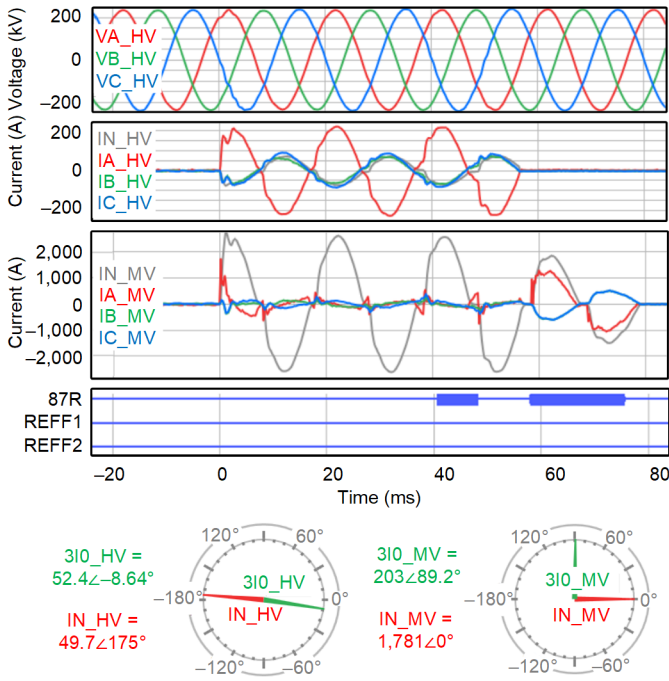 Voltage (kV)
200
0
−200
VA_HV
VB_HV
VC_HV
Current (A)
200
0
−200
IN_HV
IA_HV
IB_HV
IC_HV
Current (A)
2,000
1,000
0
−1,000
−2,000
IN_MV
IA_MV
IB_MV
IC_MV
87R
REFF1
REFF2
−20 0 20 40 60 80
Time (ms)
3I0_HV =
52.4∠−8.64°
IN_HV =
49.7∠175°
120° 60°
−180° 0°
−120° −60°
3I0_HV
IN_HV
3I0_MV =
203∠89.2°
IN_MV =
1,781∠0°
120° 60°
−180° 0°
−120° −60°
3I0_MV
IN_MV